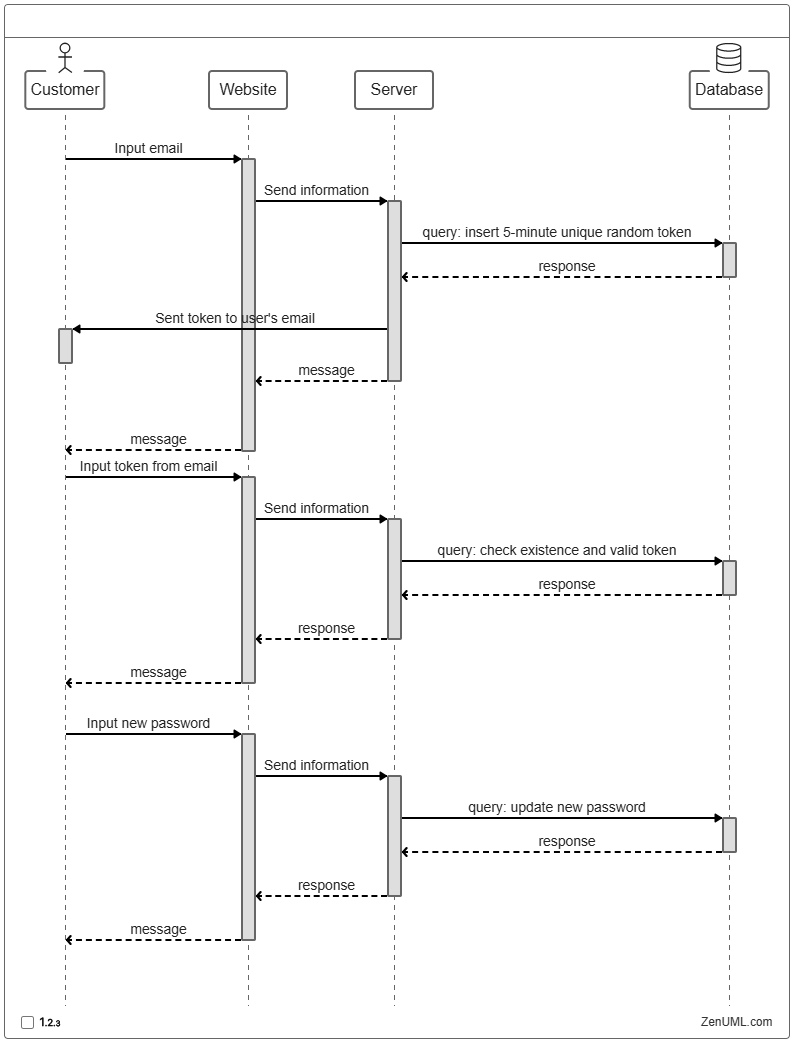 Customer
Website
Server
Database
Input email
Send information
query: insert 5-minute unique random token
response
Sent token to user's email
message
message
Input token from email
Send information
query: check existence and valid token
response
response
message
Input new password
Send information
query: update new password
response
response
message
1.2.3
ZenUML.com